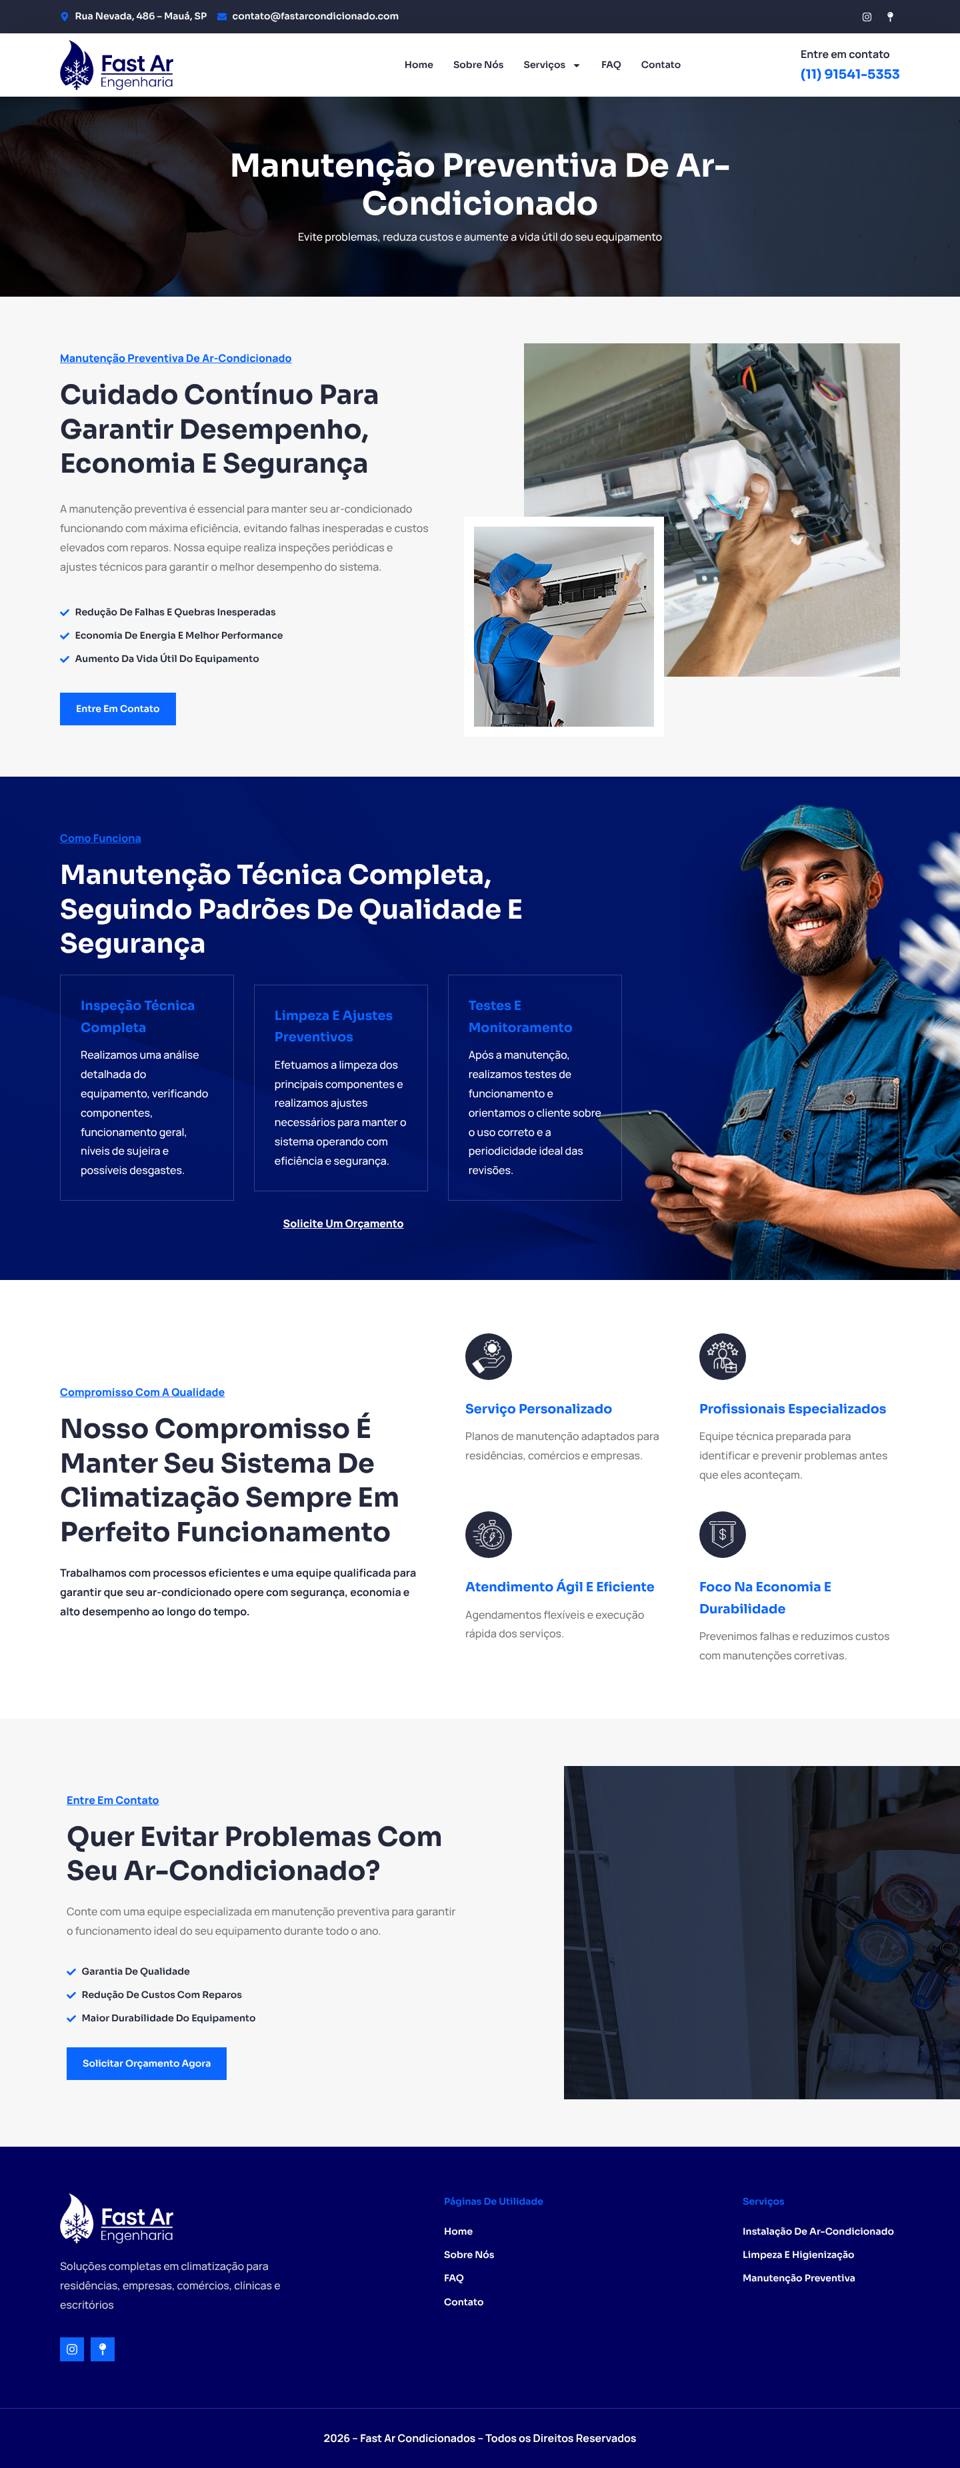 Rua Nevada, 486 – Mauá, SP
contato@fastarcondicionado.com
Fast Ar
Engenharia
Home
Sobre Nós
Serviços
FAQ
Contato
Entre em contato
(11) 91541-5353
Manutenção Preventiva De Ar-
Condicionado
Evite problemas, reduza custos e aumente a vida útil do seu equipamento
Manutenção Preventiva De Ar-Condicionado
Cuidado Contínuo Para
Garantir Desempenho,
Economia E Segurança
A manutenção preventiva é essencial para manter seu ar-condicionado
funcionando com máxima eficiência, evitando falhas inesperadas e custos
elevados com reparos. Nossa equipe realiza inspeções periódicas e
ajustes técnicos para garantir o melhor desempenho do sistema.
Redução De Falhas E Quebras Inesperadas
Economia De Energia E Melhor Performance
Aumento Da Vida Útil Do Equipamento
Entre Em Contato
Como Funciona
Manutenção Técnica Completa,
Seguindo Padrões De Qualidade E
Segurança
Inspeção Técnica
Completa
Realizamos uma análise
detalhada do
equipamento, verificando
componentes,
funcionamento geral,
níveis de sujeira e
possíveis desgastes.
Limpeza E Ajustes
Preventivos
Efetuamos a limpeza dos
principais componentes e
realizamos ajustes
necessários para manter o
sistema operando com
eficiência e segurança.
Testes E
Monitoramento
Após a manutenção,
realizamos testes de
funcionamento e
orientamos o cliente sobre
o uso correto e a
periodicidade ideal das
revisões.
Solicite Um Orçamento
Compromisso Com A Qualidade
Nosso Compromisso É
Manter Seu Sistema De
Climatização Sempre Em
Perfeito Funcionamento
Trabalhamos com processos eficientes e uma equipe qualificada para
garantir que seu ar-condicionado opere com segurança, economia e
alto desempenho ao longo do tempo.
Serviço Personalizado
Planos de manutenção adaptados para
residências, comércios e empresas.
Profissionais Especializados
Equipe técnica preparada para
identificar e prevenir problemas antes
que eles aconteçam.
Atendimento Ágil E Eficiente
Agendamentos flexíveis e execução
rápida dos serviços.
Foco Na Economia E
Durabilidade
Prevenimos falhas e reduzimos custos
com manutenções corretivas.
Entre Em Contato
Quer Evitar Problemas Com
Seu Ar-Condicionado?
Conte com uma equipe especializada em manutenção preventiva para garantir
o funcionamento ideal do seu equipamento durante todo o ano.
Garantia De Qualidade
Redução De Custos Com Reparos
Maior Durabilidade Do Equipamento
Solicitar Orçamento Agora
Fast Ar
Engenharia
Soluções completas em climatização para
residências, empresas, comércios, clínicas e
escritórios
Páginas De Utilidade
Home
Sobre Nós
FAQ
Contato
Serviços
Instalação De Ar-Condicionado
Limpeza E Higienização
Manutenção Preventiva
2026 – Fast Ar Condicionados – Todos os Direitos Reservados